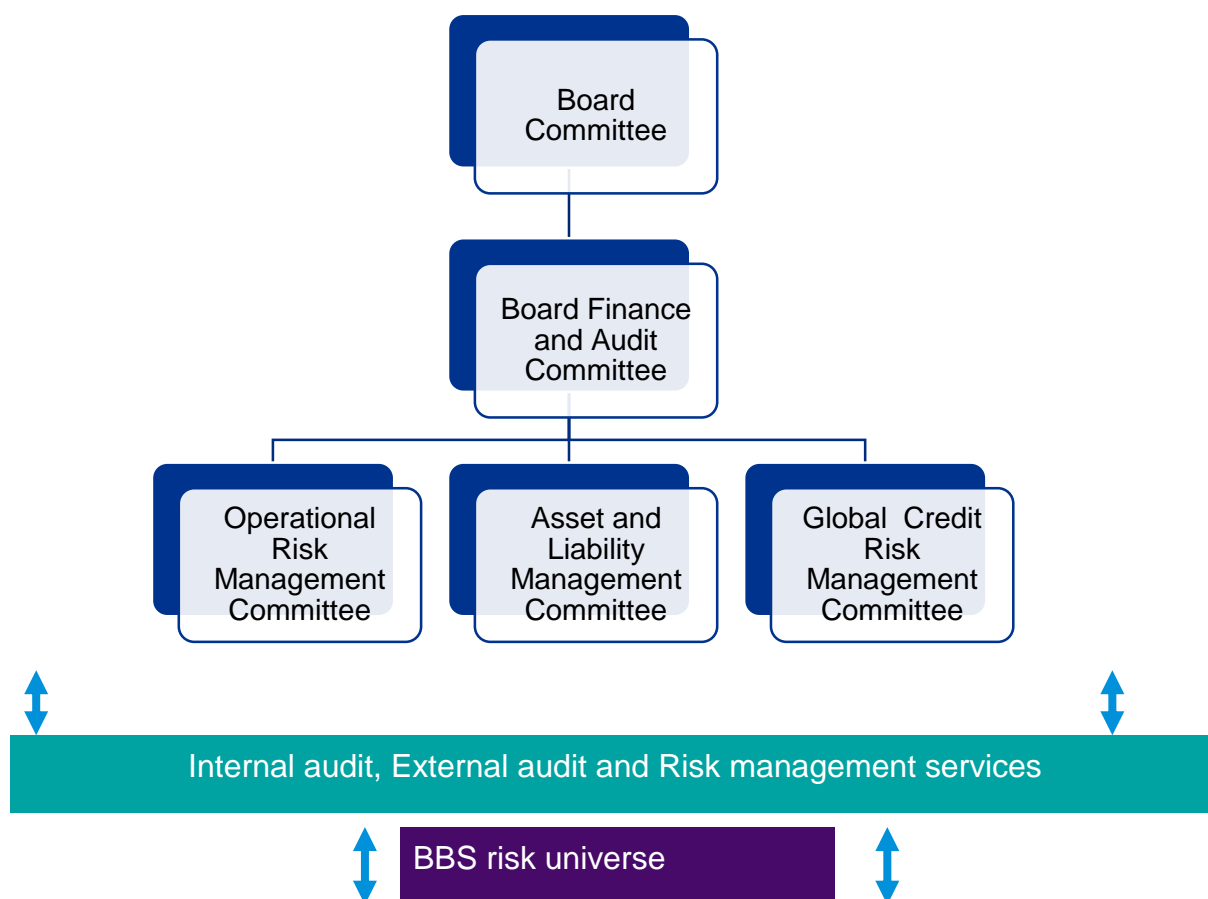 Board
Committee
Board Finance
and Audit
Committee
Operational
Risk
Management
Committee
Asset and
Liability
Management
Committee
Global  Credit
Risk
Management
Committee
Internal audit, External audit and Risk management services
BBS risk universe